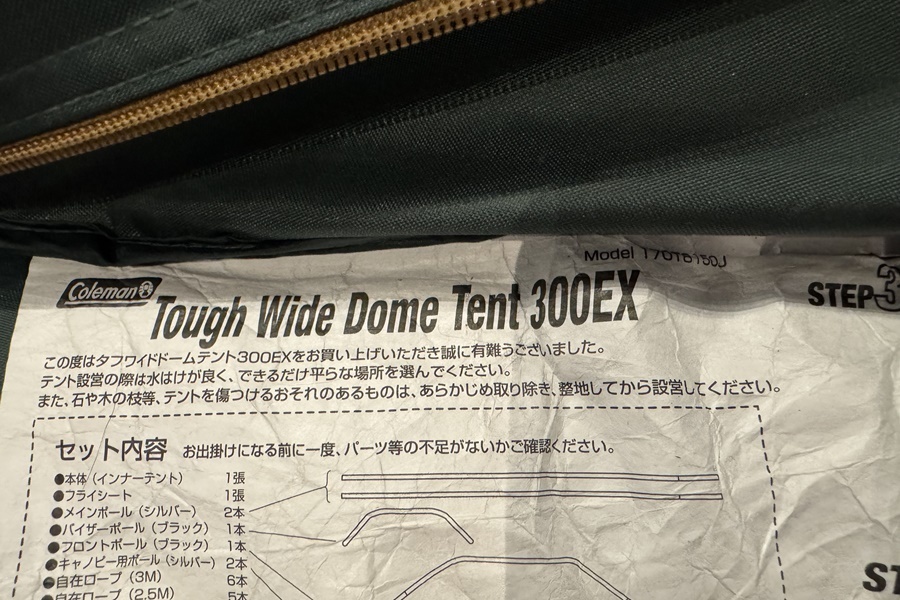 Model 170TB150J
Coleman
Tough Wide Dome Tent 300EX
STEP3
この度はタフワイドドームテント300EXをお買い上げいただき誠に有難うございました。
テント設営の際は水はけが良く、できるだけ平らな場所を選んでください。
また、石や木の枝等、テントを傷つけるおそれのあるものは、あらかじめ取り除き、整地してから設営してください。
セット内容 お出掛けになる前に一度、パーツ等の不足がないかご確認ください。
●本体（インナーテント） 1張
●フライシート 1張
●メインポール（シルバー） 2本
●バイザーポール（ブラック） 1本
●フロントポール（ブラック） 1本
●キャノピー用ポール（シルバー） 2本
●自在ロープ（3M） 6本
●自在ロープ（2.5M） 5本